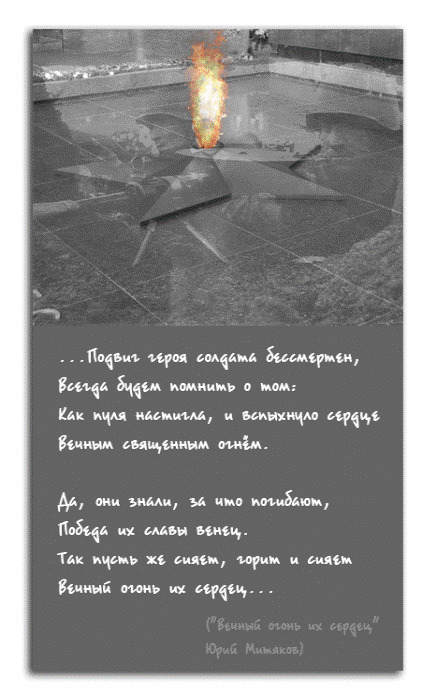 ...Подвиг героя солдата бессмертен,
Всегда будем помнить о том:
Как пуля настигла, и вспыхнуло сердце
Вечным священным огнём.
Да, они знали, за что погибают,
Победа их славы венец.
Так пусть же сияет, горит и сияет
Вечный огонь их сердец...
("Вечный огонь их сердец"
Юрий Митяков)